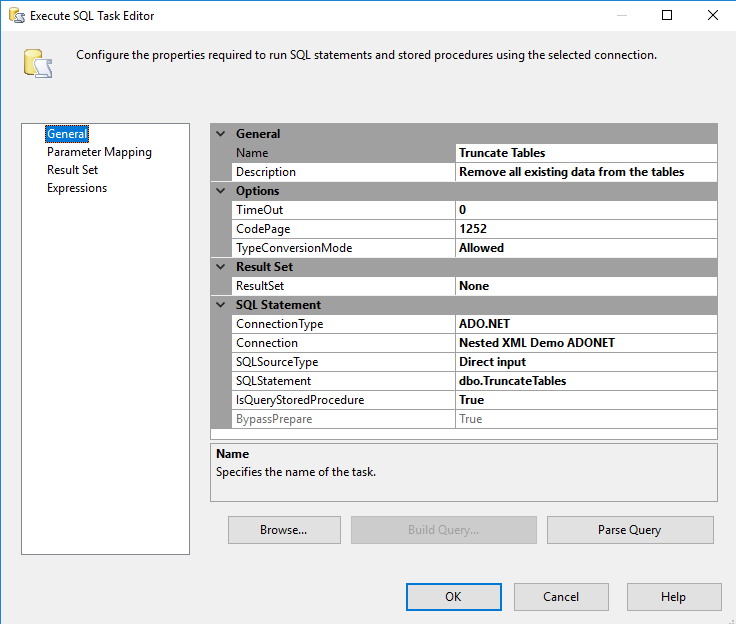 Execute SQL Task Editor
Configure the properties required to run SQL statements and stored procedures using the selected connection.
General
Parameter Mapping
Result Set
Expressions
General
Name Truncate Tables
Description Remove all existing data from the tables
Options
TimeOut 0
CodePage 1252
TypeConversionMode Allowed
Result Set
ResultSet None
SQL Statement
ConnectionType ADO.NET
Connection Nested XML Demo ADONET
SQLSourceType Direct input
SQLStatement dbo.TruncateTables
IsQueryStoredProcedure True
BypassPrepare True
Name
Specifies the name of the task.
Browse... Build Query... Parse Query
OK Cancel Help